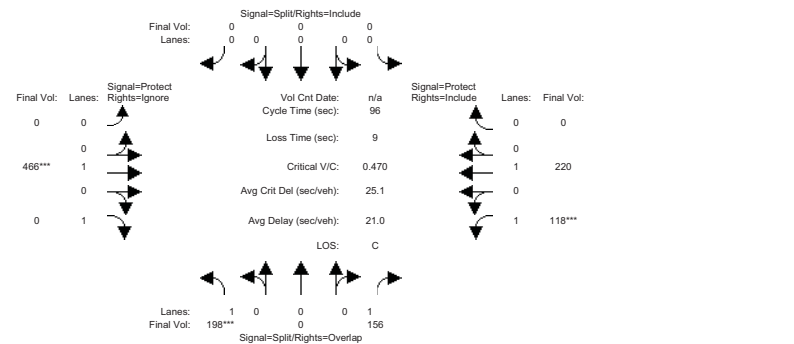 Signal=Split/Rights=Include
Final Vol: 0 0 0
Lanes: 0 0 0 0 0
Signal=Protect Signal=Protect
Final Vol: Lanes: Rights=Ignore Vol Cnt Date: n/a Rights=Include Lanes: Final Vol:
Cycle Time (sec): 96
0 0 0 0
Loss Time (sec): 9
0 0
466*** 1 Critical V/C: 0.470 1 220
0 Avg Crit Del (sec/veh): 25.1 0
0 1 Avg Delay (sec/veh): 21.0 1 118***
LOS: C
Lanes: 1 0 0 0 1
Final Vol: 198*** 0 156
Signal=Split/Rights=Overlap